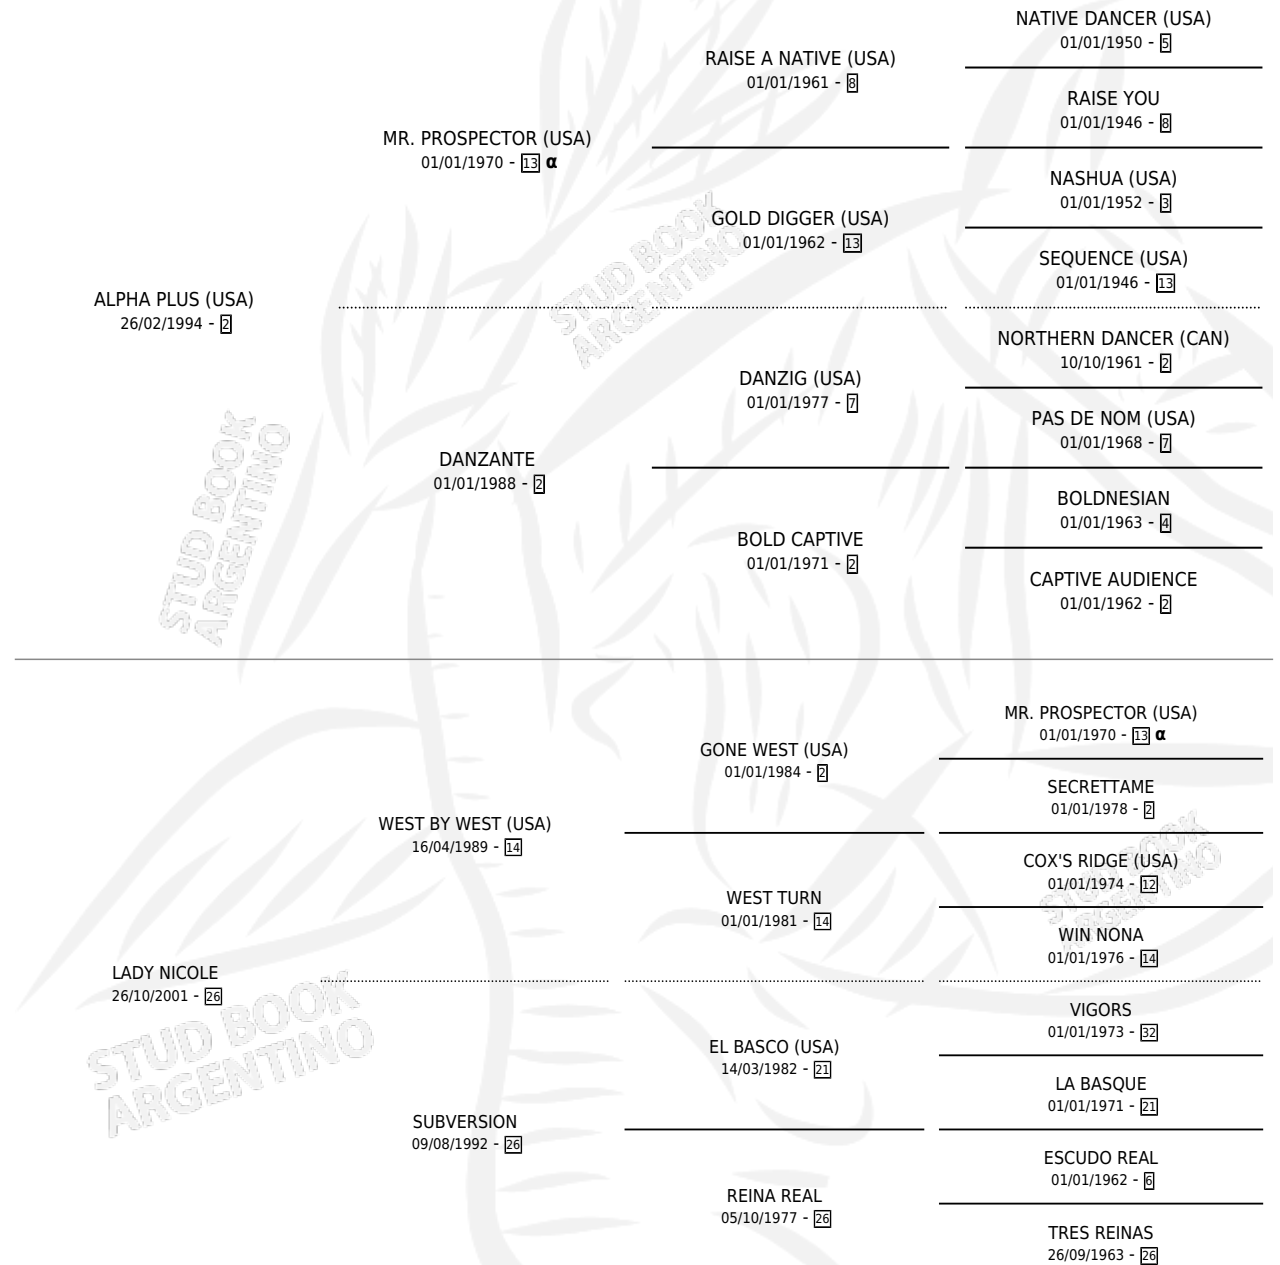 NATIVE DANCER (USA)
01/01/1950 - 5
RAISE A NATIVE (USA)
01/01/1961 - 8
RAISE YOU
01/01/1946 - 8
MR. PROSPECTOR (USA)
01/01/1970 - 13 α
NASHUA (USA)
01/01/1952 - 3
GOLD DIGGER (USA)
01/01/1962 - 13
SEQUENCE (USA)
01/01/1946 - 13
ALPHA PLUS (USA)
26/02/1994 - 2
NORTHERN DANCER (CAN)
10/10/1961 - 2
DANZIG (USA)
01/01/1977 - 7
PAS DE NOM (USA)
01/01/1968 - 7
DANZANTE
01/01/1988 - 2
BOLDNESIAN
01/01/1963 - 4
BOLD CAPTIVE
01/01/1971 - 2
CAPTIVE AUDIENCE
01/01/1962 - 2
MR. PROSPECTOR (USA)
01/01/1970 - 13 α
GONE WEST (USA)
01/01/1984 - 2
SECRETTAME
01/01/1978 - 2
WEST BY WEST (USA)
16/04/1989 - 14
COX'S RIDGE (USA)
01/01/1974 - 12
WEST TURN
01/01/1981 - 14
WIN NONA
01/01/1976 - 14
LADY NICOLE
26/10/2001 - 26
VIGORS
01/01/1973 - 32
EL BASCO (USA)
14/03/1982 - 21
LA BASQUE
01/01/1971 - 21
SUBVERSION
09/08/1992 - 26
ESCUDO REAL
01/01/1962 - 6
REINA REAL
05/10/1977 - 26
TRES REINAS
26/09/1963 - 26
STUD BOOK
ARGENTINO
STUD BOOK
ARGENTINO
STUD BOOK
ARGENTINO
STUD BOOK
ARGENTINO